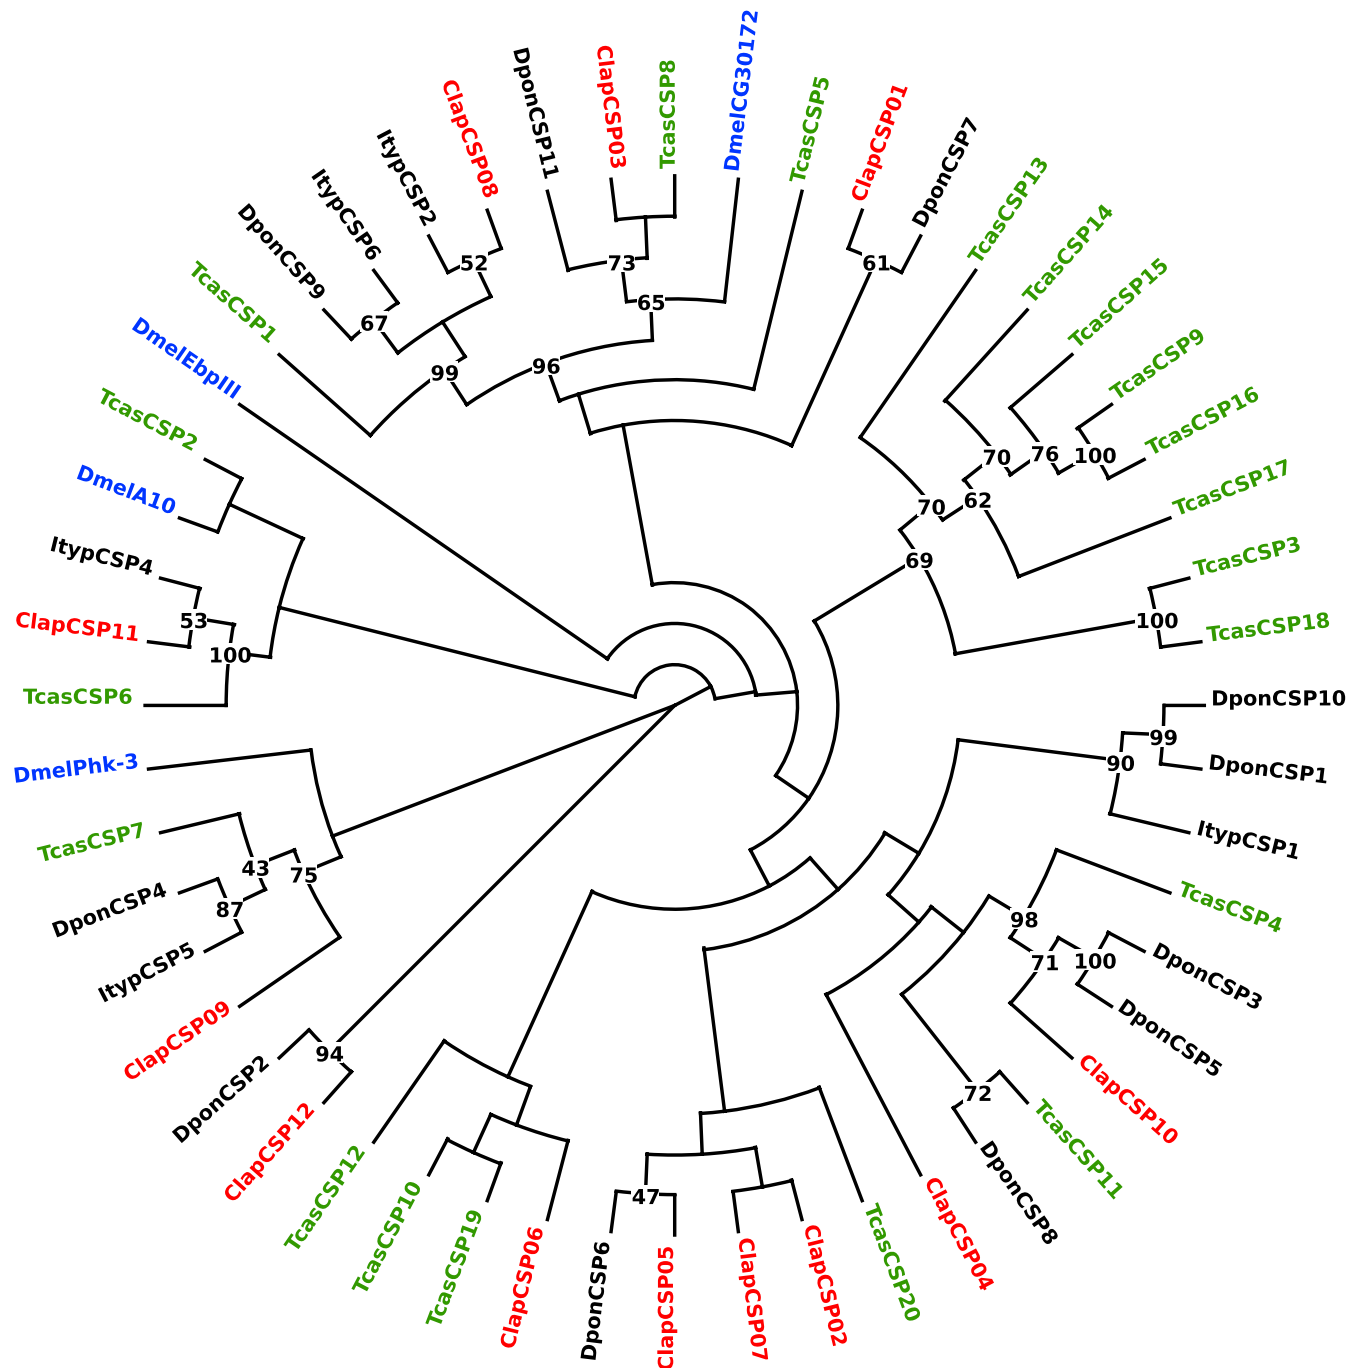 DmelCG30172
TcasCSP5
ClapCSP01
DponCSP7
TcasCSP13
TcasCSP14
TcasCSP15
TcasCSP9
TcasCSP16
TcasCSP17
TcasCSP3
TcasCSP18
DponCSP10
DponCSP1
ItypCSP1
TcasCSP4
DponCSP3
DponCSP5
ClapCSP10
TcasCSP11
DponCSP8
ClapCSP04
TcasCSP20
ClapCSP02
ClapCSP07
ClapCSP05
DponCSP6
ClapCSP06
TcasCSP19
TcasCSP10
TcasCSP12
ClapCSP12
DponCSP2
ClapCSP09
ItypCSP5
DponCSP4
TcasCSP7
DmelPhk-3
TcasCSP6
ClapCSP11
ItypCSP4
DmelA10
TcasCSP2
DmelEbpIII
TcasCSP1
DponCSP9
ItypCSP6
ItypCSP2
ClapCSP08
DponCSP11
ClapCSP03
TcasCSP8
73
65
96
52
67
99
61
70
76
100
62
70
69
100
99
90
98
71
100
72
47
94
75
43
87
100
53